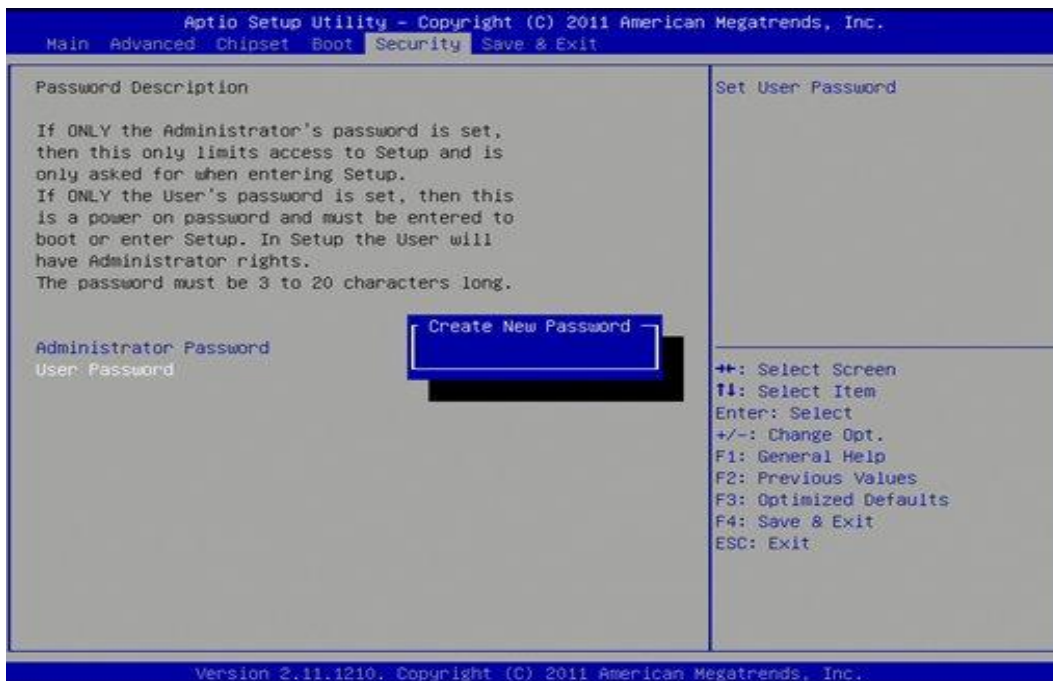 Aptio Setup Utility – Copyright (C) 2011 American Megatrends, Inc.
Main Advanced Chipset Boot Security Save & Exit
Password Description
If ONLY the Administrator's password is set,
then this only limits access to Setup and is
only asked for when entering Setup.
If ONLY the User's password is set, then this
is a power on password and must be entered to
boot or enter Setup. In Setup the User will
have Administrator rights.
The password must be 3 to 20 characters long.
Administrator Password
User Password
Create New Password
Set User Password
→←: Select Screen
↑↓: Select Item
Enter: Select
+/-: Change Opt.
F1: General Help
F2: Previous Values
F3: Optimized Defaults
F4: Save & Exit
ESC: Exit
Version 2.11.1210. Copyright (C) 2011 American Megatrends, Inc.